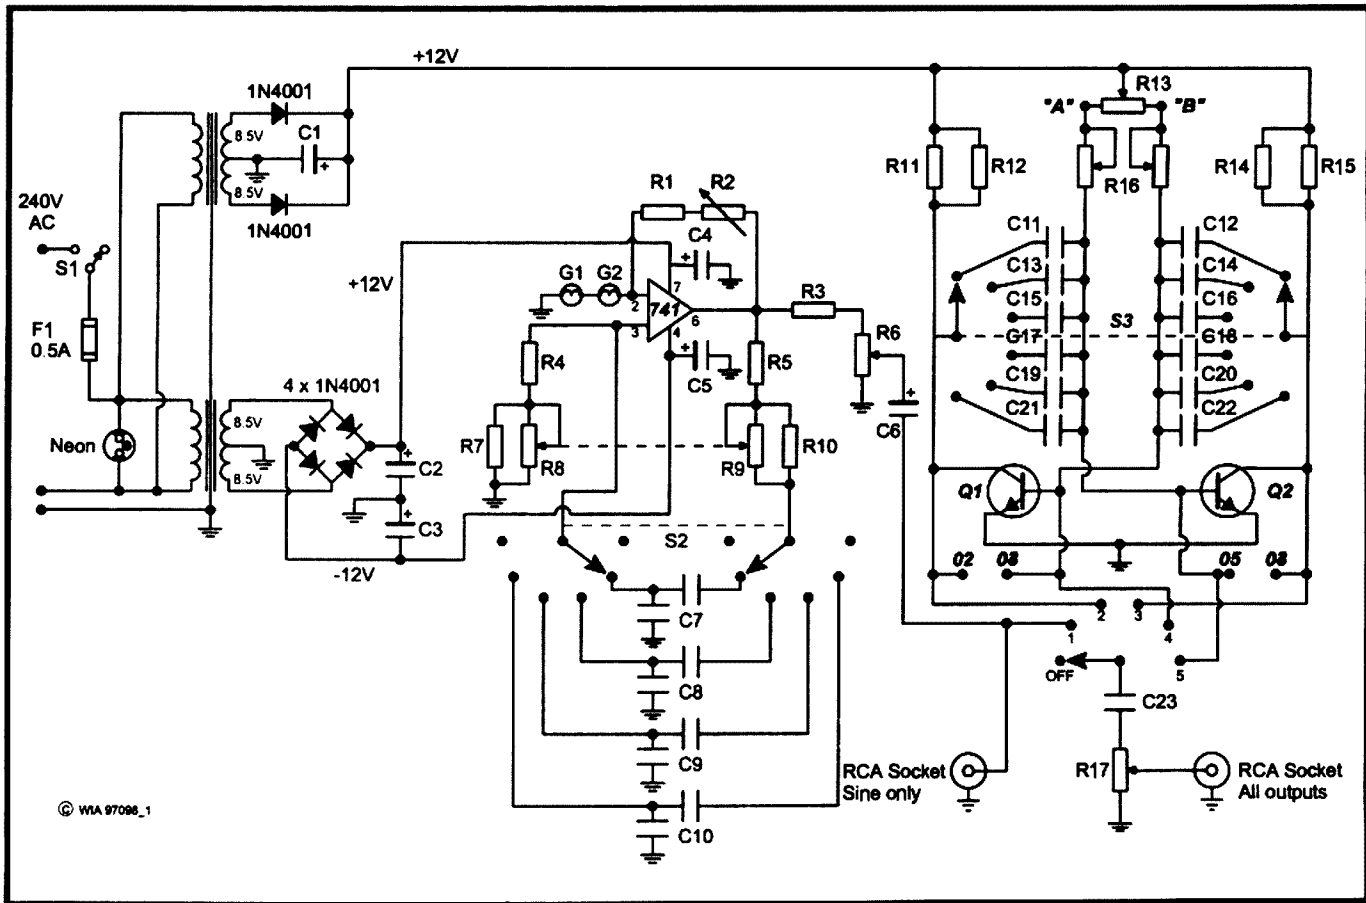 +12V
1N4001
8.5V
C1
8.5V
1N4001
240V
AC
S1
F1
0.5A
Neon
4 x 1N4001
8.5V
8.5V
C2
C3
+12V
-12V
R1
R2
C4
G1
G2
2
7
741
6
3
4
C5
R3
R4
R5
R6
C6
R7
R8
R9
R10
S2
C7
C8
C9
C10
R13
"A"
"B"
R11
R12
R16
R14
R15
C11
C12
C13
C14
C15
C16
S3
G17
G18
C19
C20
C21
C22
Q1
Q2
02
03
05
08
2
3
1
4
OFF
5
C23
R17
RCA Socket
Sine only
RCA Socket
All outputs
© WIA 97096_1